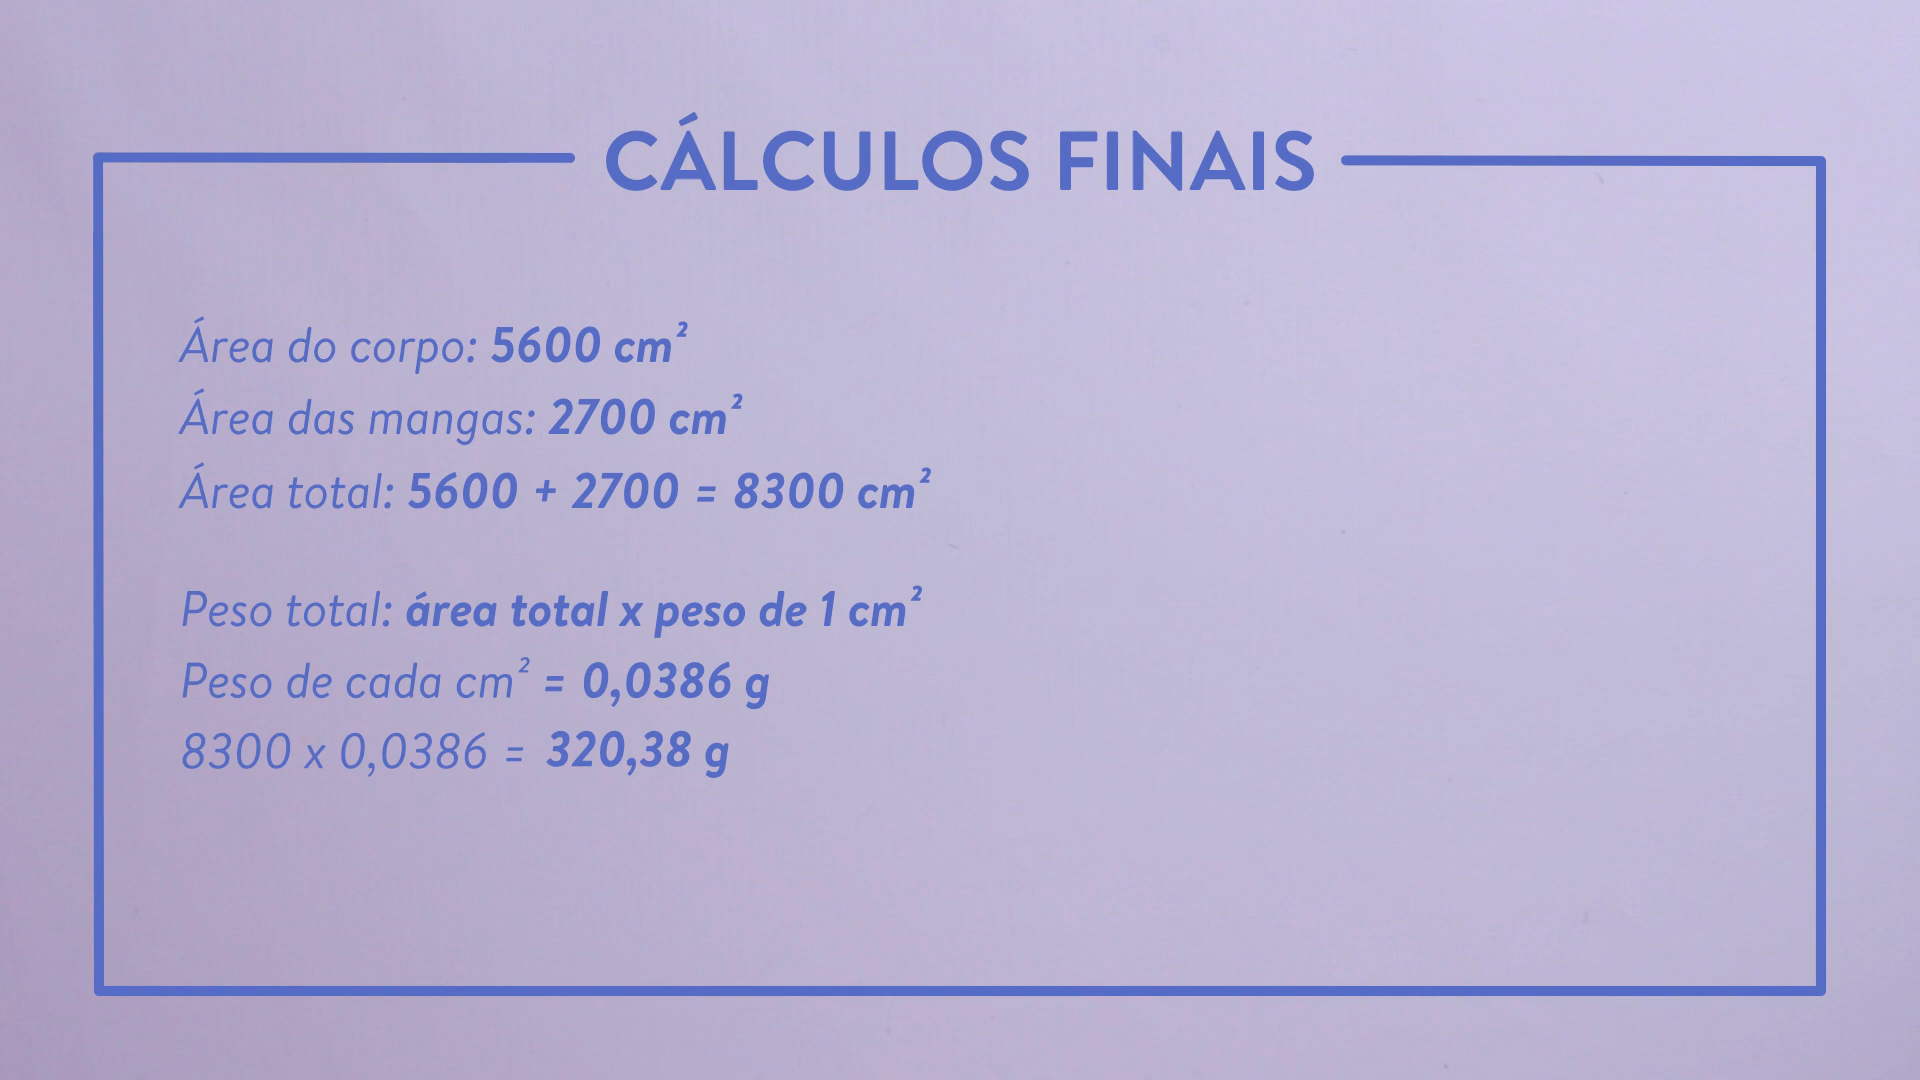 CÁLCULOS FINAIS
Área do corpo: 5600 cm²
Área das mangas: 2700 cm²
Área total: 5600 + 2700 = 8300 cm²
Peso total: área total x peso de 1 cm²
Peso de cada cm² = 0,0386 g
8300 x 0,0386 = 320,38 g